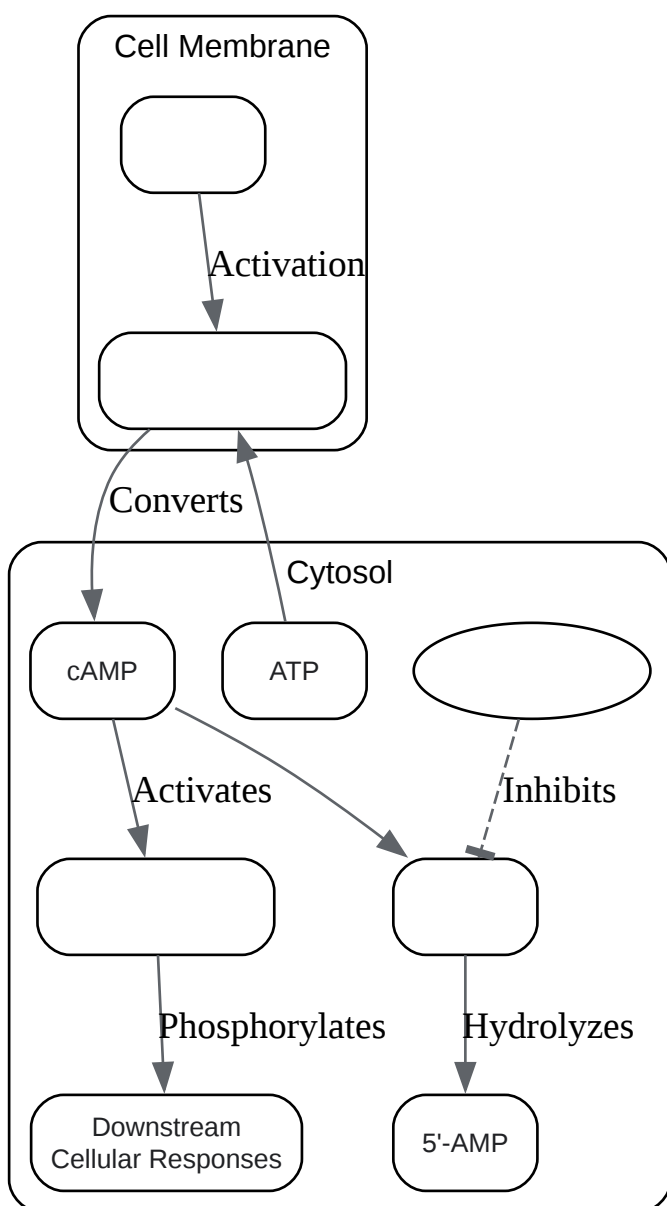 Cell Membrane
Activation
Converts
Cytosol
cAMP
ATP
Activates
Inhibits
Phosphorylates
Hydrolyzes
Downstream
Cellular Responses
5'-AMP